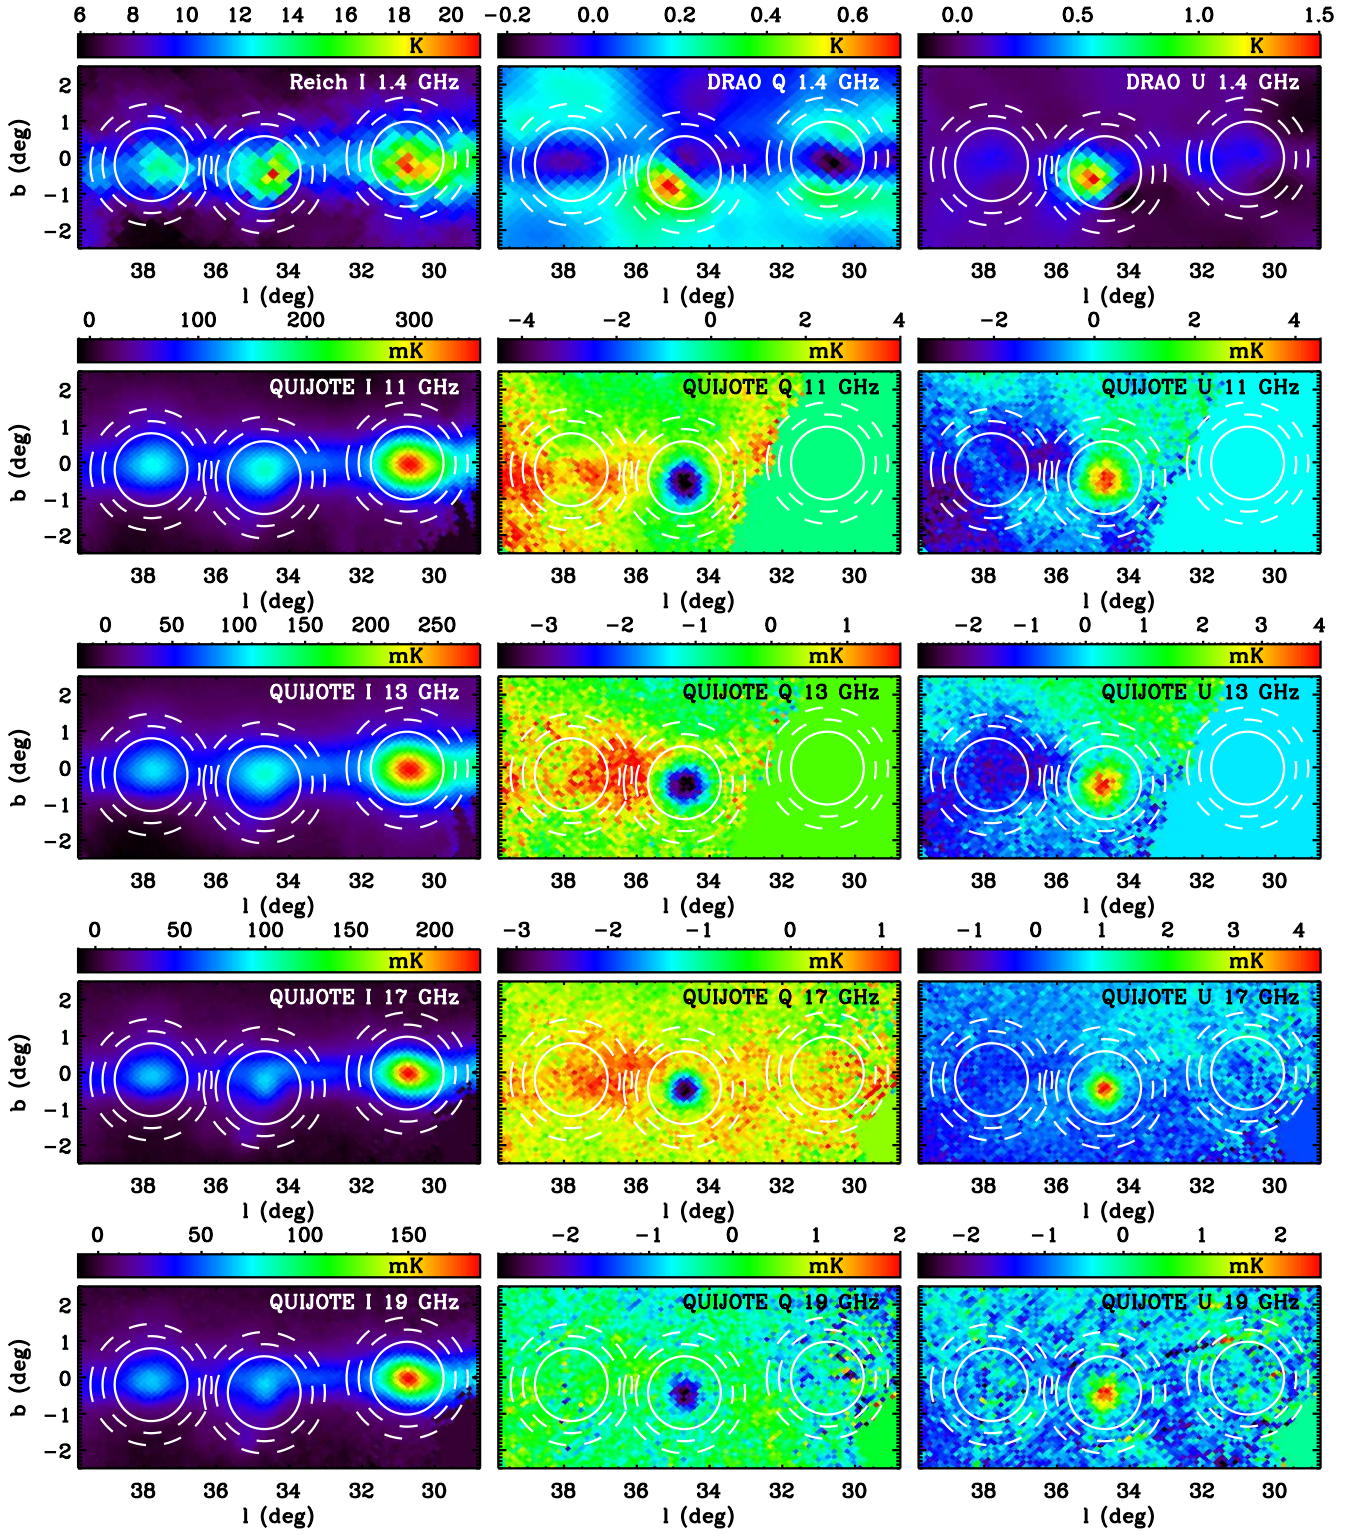 6 8 10 12 14 16 18 20 −0.2 0.0 0.2 0.4 0.6 0.0 0.5 1.0 1.5
K K K
Reich I 1.4 GHz DRAO Q 1.4 GHz DRAO U 1.4 GHz
2
1
0
−1
−2
b (deg)
38 36 34 32 30 38 36 34 32 30 38 36 34 32 30
l (deg) l (deg) l (deg)
0 100 200 300 −4 −2 0 2 4 −2 0 2 4
mK mK mK
QUIJOTE I 11 GHz QUIJOTE Q 11 GHz QUIJOTE U 11 GHz
2
1
0
−1
−2
b (deg)
38 36 34 32 30 38 36 34 32 30 38 36 34 32 30
l (deg) l (deg) l (deg)
0 50 100 150 200 250 −3 −2 −1 0 1 −2 −1 0 1 2 3 4
mK mK mK
QUIJOTE I 13 GHz QUIJOTE Q 13 GHz QUIJOTE U 13 GHz
2
1
0
−1
−2
b (deg)
38 36 34 32 30 38 36 34 32 30 38 36 34 32 30
l (deg) l (deg) l (deg)
0 50 100 150 200 −3 −2 −1 0 1 −1 0 1 2 3 4
mK mK mK
QUIJOTE I 17 GHz QUIJOTE Q 17 GHz QUIJOTE U 17 GHz
2
1
0
−1
−2
b (deg)
38 36 34 32 30 38 36 34 32 30 38 36 34 32 30
l (deg) l (deg) l (deg)
0 50 100 150 −2 −1 0 1 2 −2 −1 0 1 2
mK mK mK
QUIJOTE I 19 GHz QUIJOTE Q 19 GHz QUIJOTE U 19 GHz
2
1
0
−1
−2
b (deg)
38 36 34 32 30 38 36 34 32 30 38 36 34 32 30
l (deg) l (deg) l (deg)